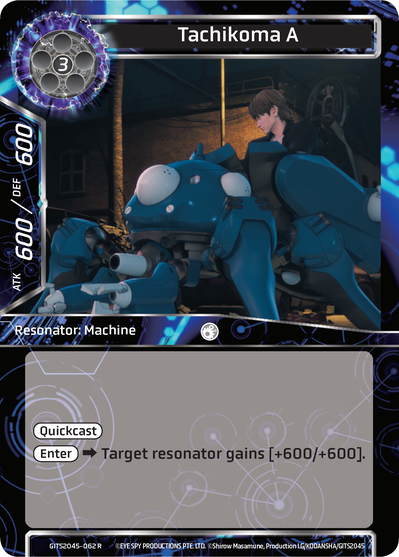 Tachikoma A
3
ATK 600 / DEF 600
Resonator: Machine
Quickcast
Enter ➡ Target resonator gains [+600/+600].
GITS2045-062 R ©EYE SPY PRODUCTIONS PTE. LTD. ©Shirow Masamune, Production I.G/KODANSHA/GITS2045